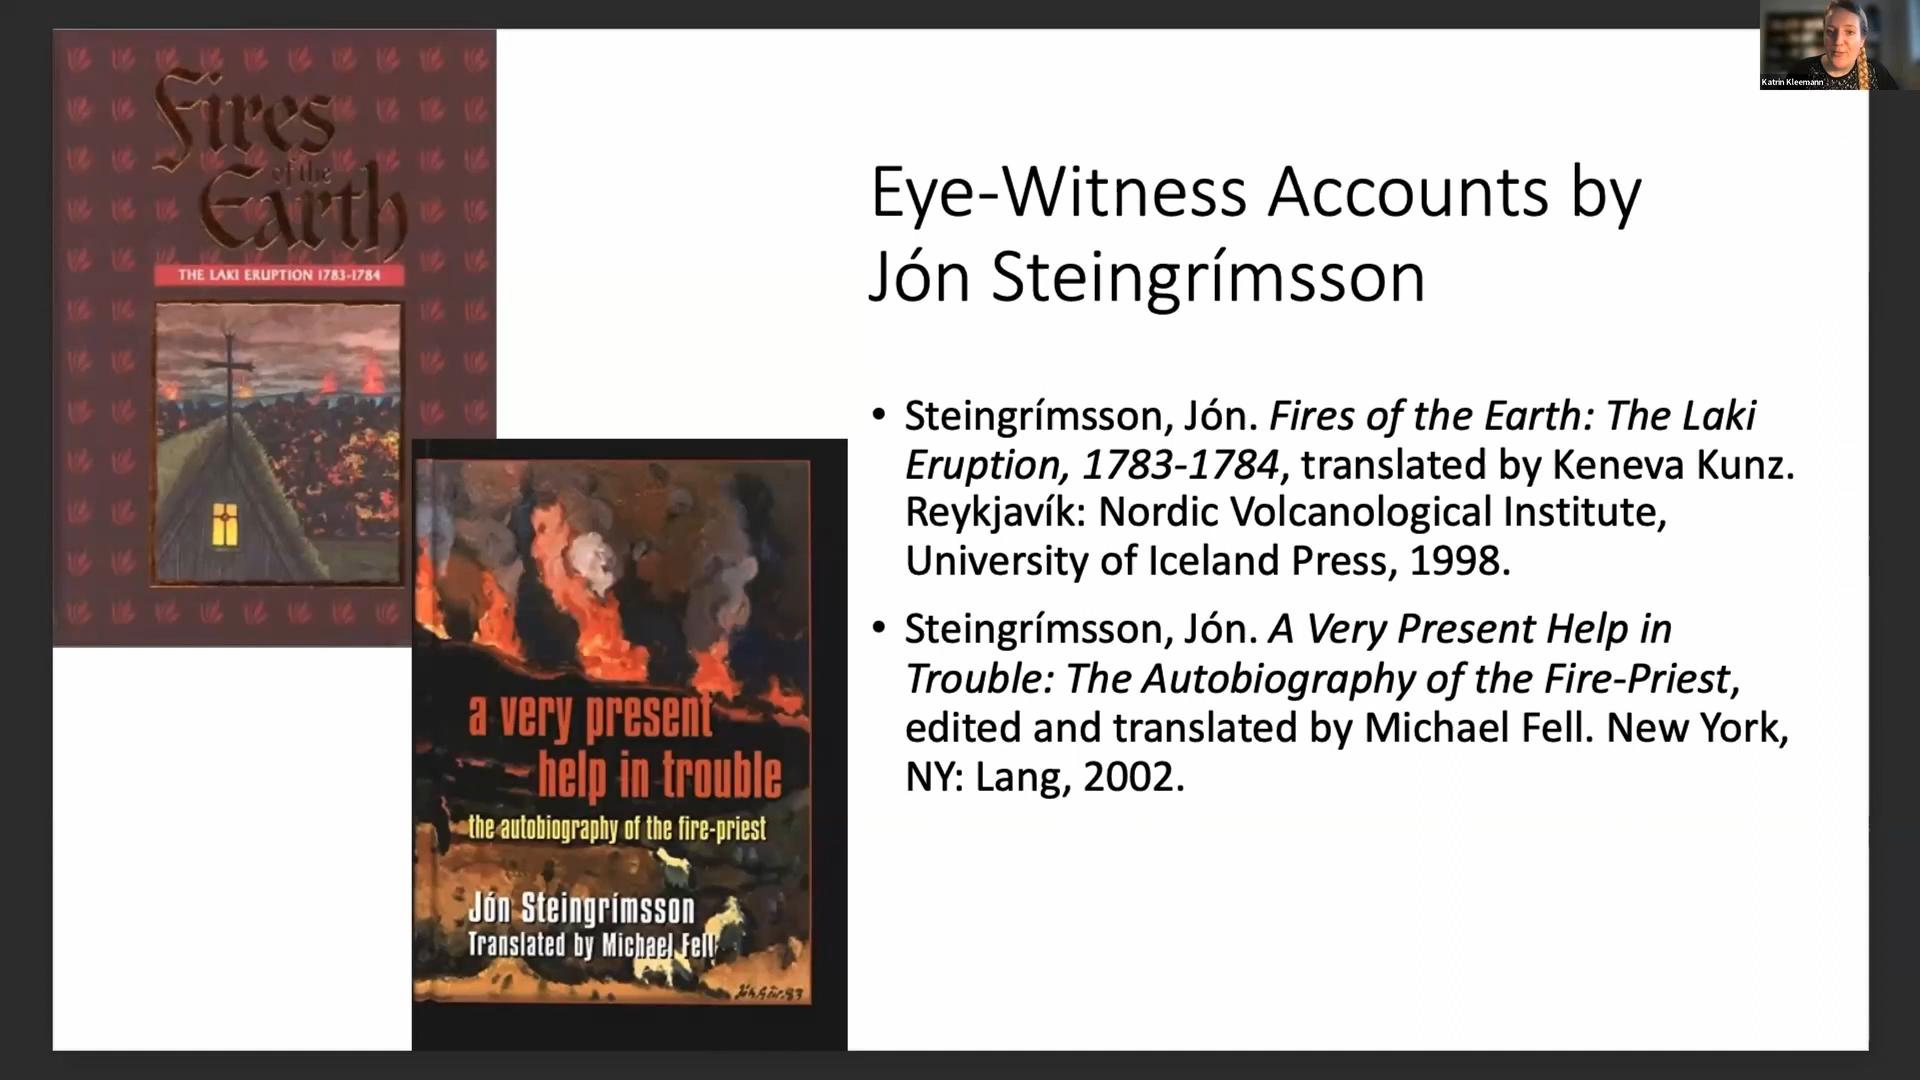 Fires
of the
Earth
THE LAKI ERUPTION 1783-1784
a very present
help in trouble
the autobiography of the fire-priest
Jón Steingrímsson
Translated by Michael Fell
Eye-Witness Accounts by
Jón Steingrímsson
• Steingrímsson, Jón. Fires of the Earth: The Laki
Eruption, 1783-1784, translated by Keneva Kunz.
Reykjavík: Nordic Volcanological Institute,
University of Iceland Press, 1998.
• Steingrímsson, Jón. A Very Present Help in
Trouble: The Autobiography of the Fire-Priest,
edited and translated by Michael Fell. New York,
NY: Lang, 2002.
Katrin Kleemann